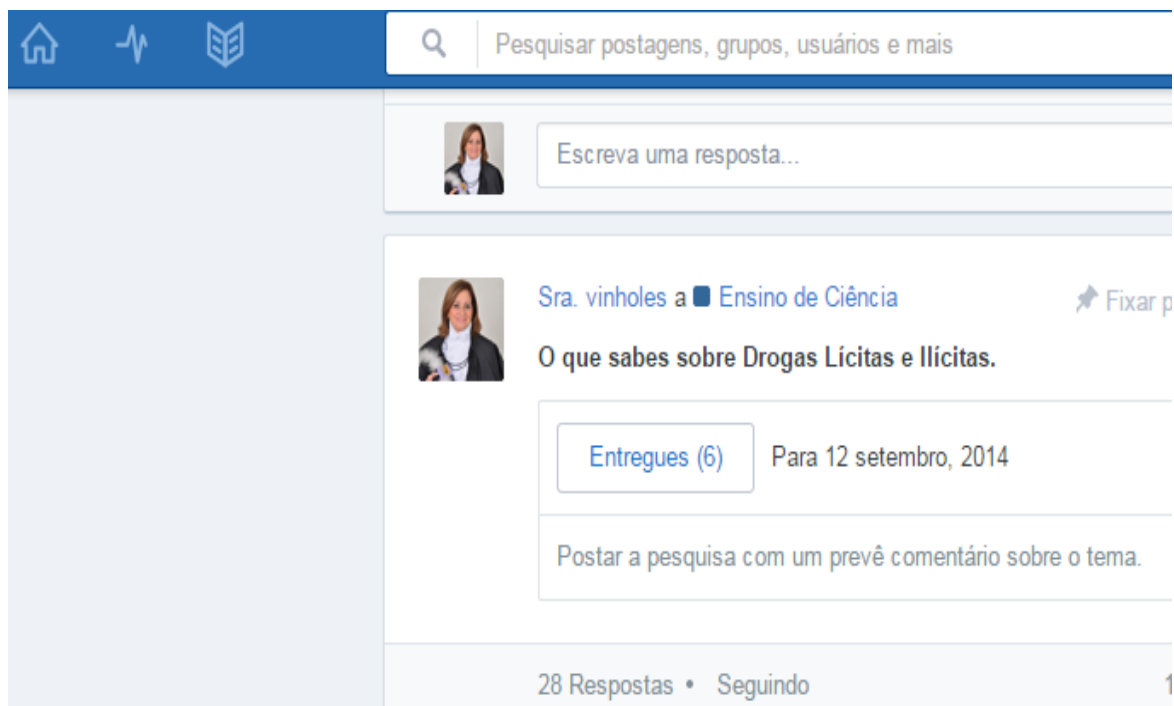 Pesquisar postagens, grupos, usuários e mais
Escreva uma resposta...
Sra. vinholes a Ensino de Ciência Fixar p
O que sabes sobre Drogas Lícitas e Ilícitas.
Entregues (6) Para 12 setembro, 2014
Postar a pesquisa com um prevê comentário sobre o tema.
28 Respostas • Seguindo 1